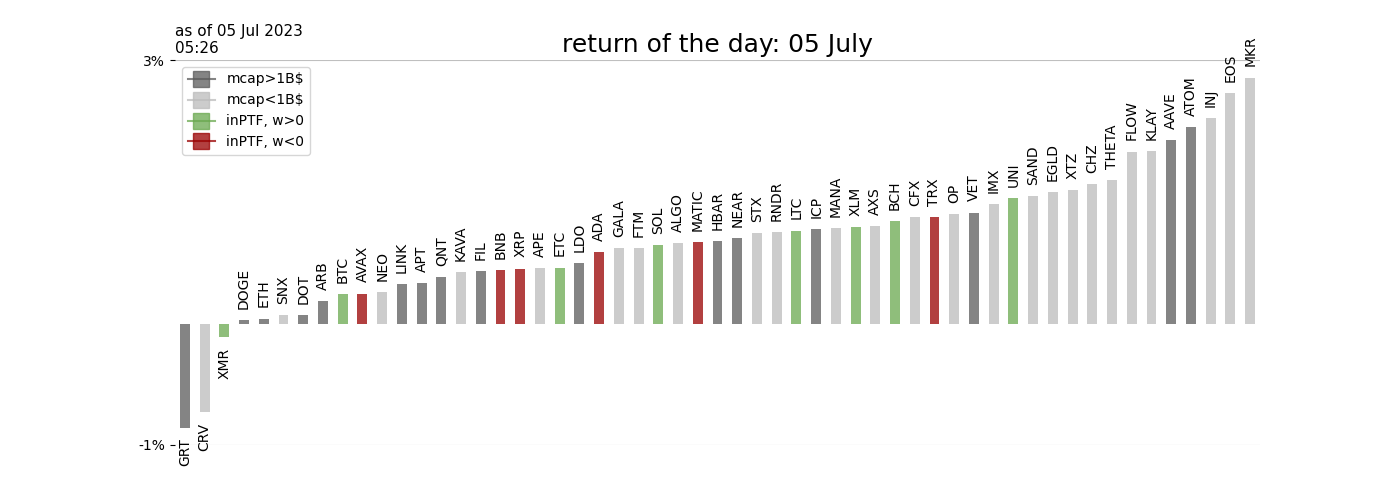 as of 05 Jul 2023
05:26
return of the day: 05 July
3%
mcap>1B$
mcap<1B$
inPTF, w>0
inPTF, w<0
-1%
GRT
CRV
XMR
DOGE
ETH
SNX
DOT
ARB
BTC
AVAX
NEO
LINK
APT
QNT
KAVA
FIL
BNB
XRP
APE
ETC
LDO
ADA
GALA
FTM
SOL
ALGO
MATIC
HBAR
NEAR
STX
RNDR
LTC
ICP
MANA
XLM
AXS
BCH
CFX
TRX
OP
VET
IMX
UNI
SAND
EGLD
XTZ
CHZ
THETA
FLOW
KLAY
AAVE
ATOM
INJ
EOS
MKR